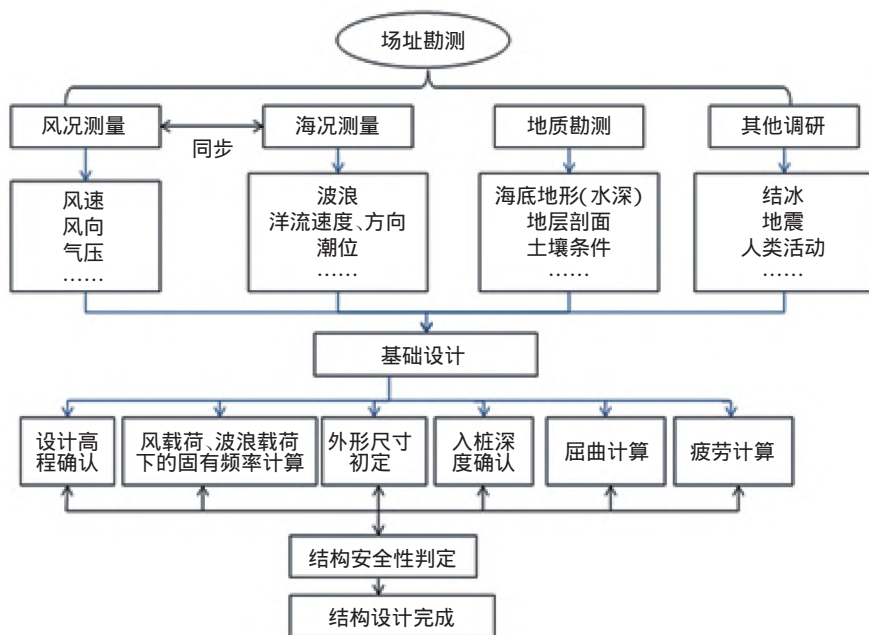 场址勘测
风况测量
同步
海况测量
地质勘测
其他调研
风速
风向
气压
……
波浪
洋流速度、方向
潮位
……
海底地形(水深)
地层剖面
土壤条件
……
结冰
地震
人类活动
……
基础设计
设计高
程确认
风载荷、波浪载荷
下的固有频率计算
外形尺寸
初定
入桩深
度确认
屈曲计算
疲劳计算
结构安全性判定
结构设计完成